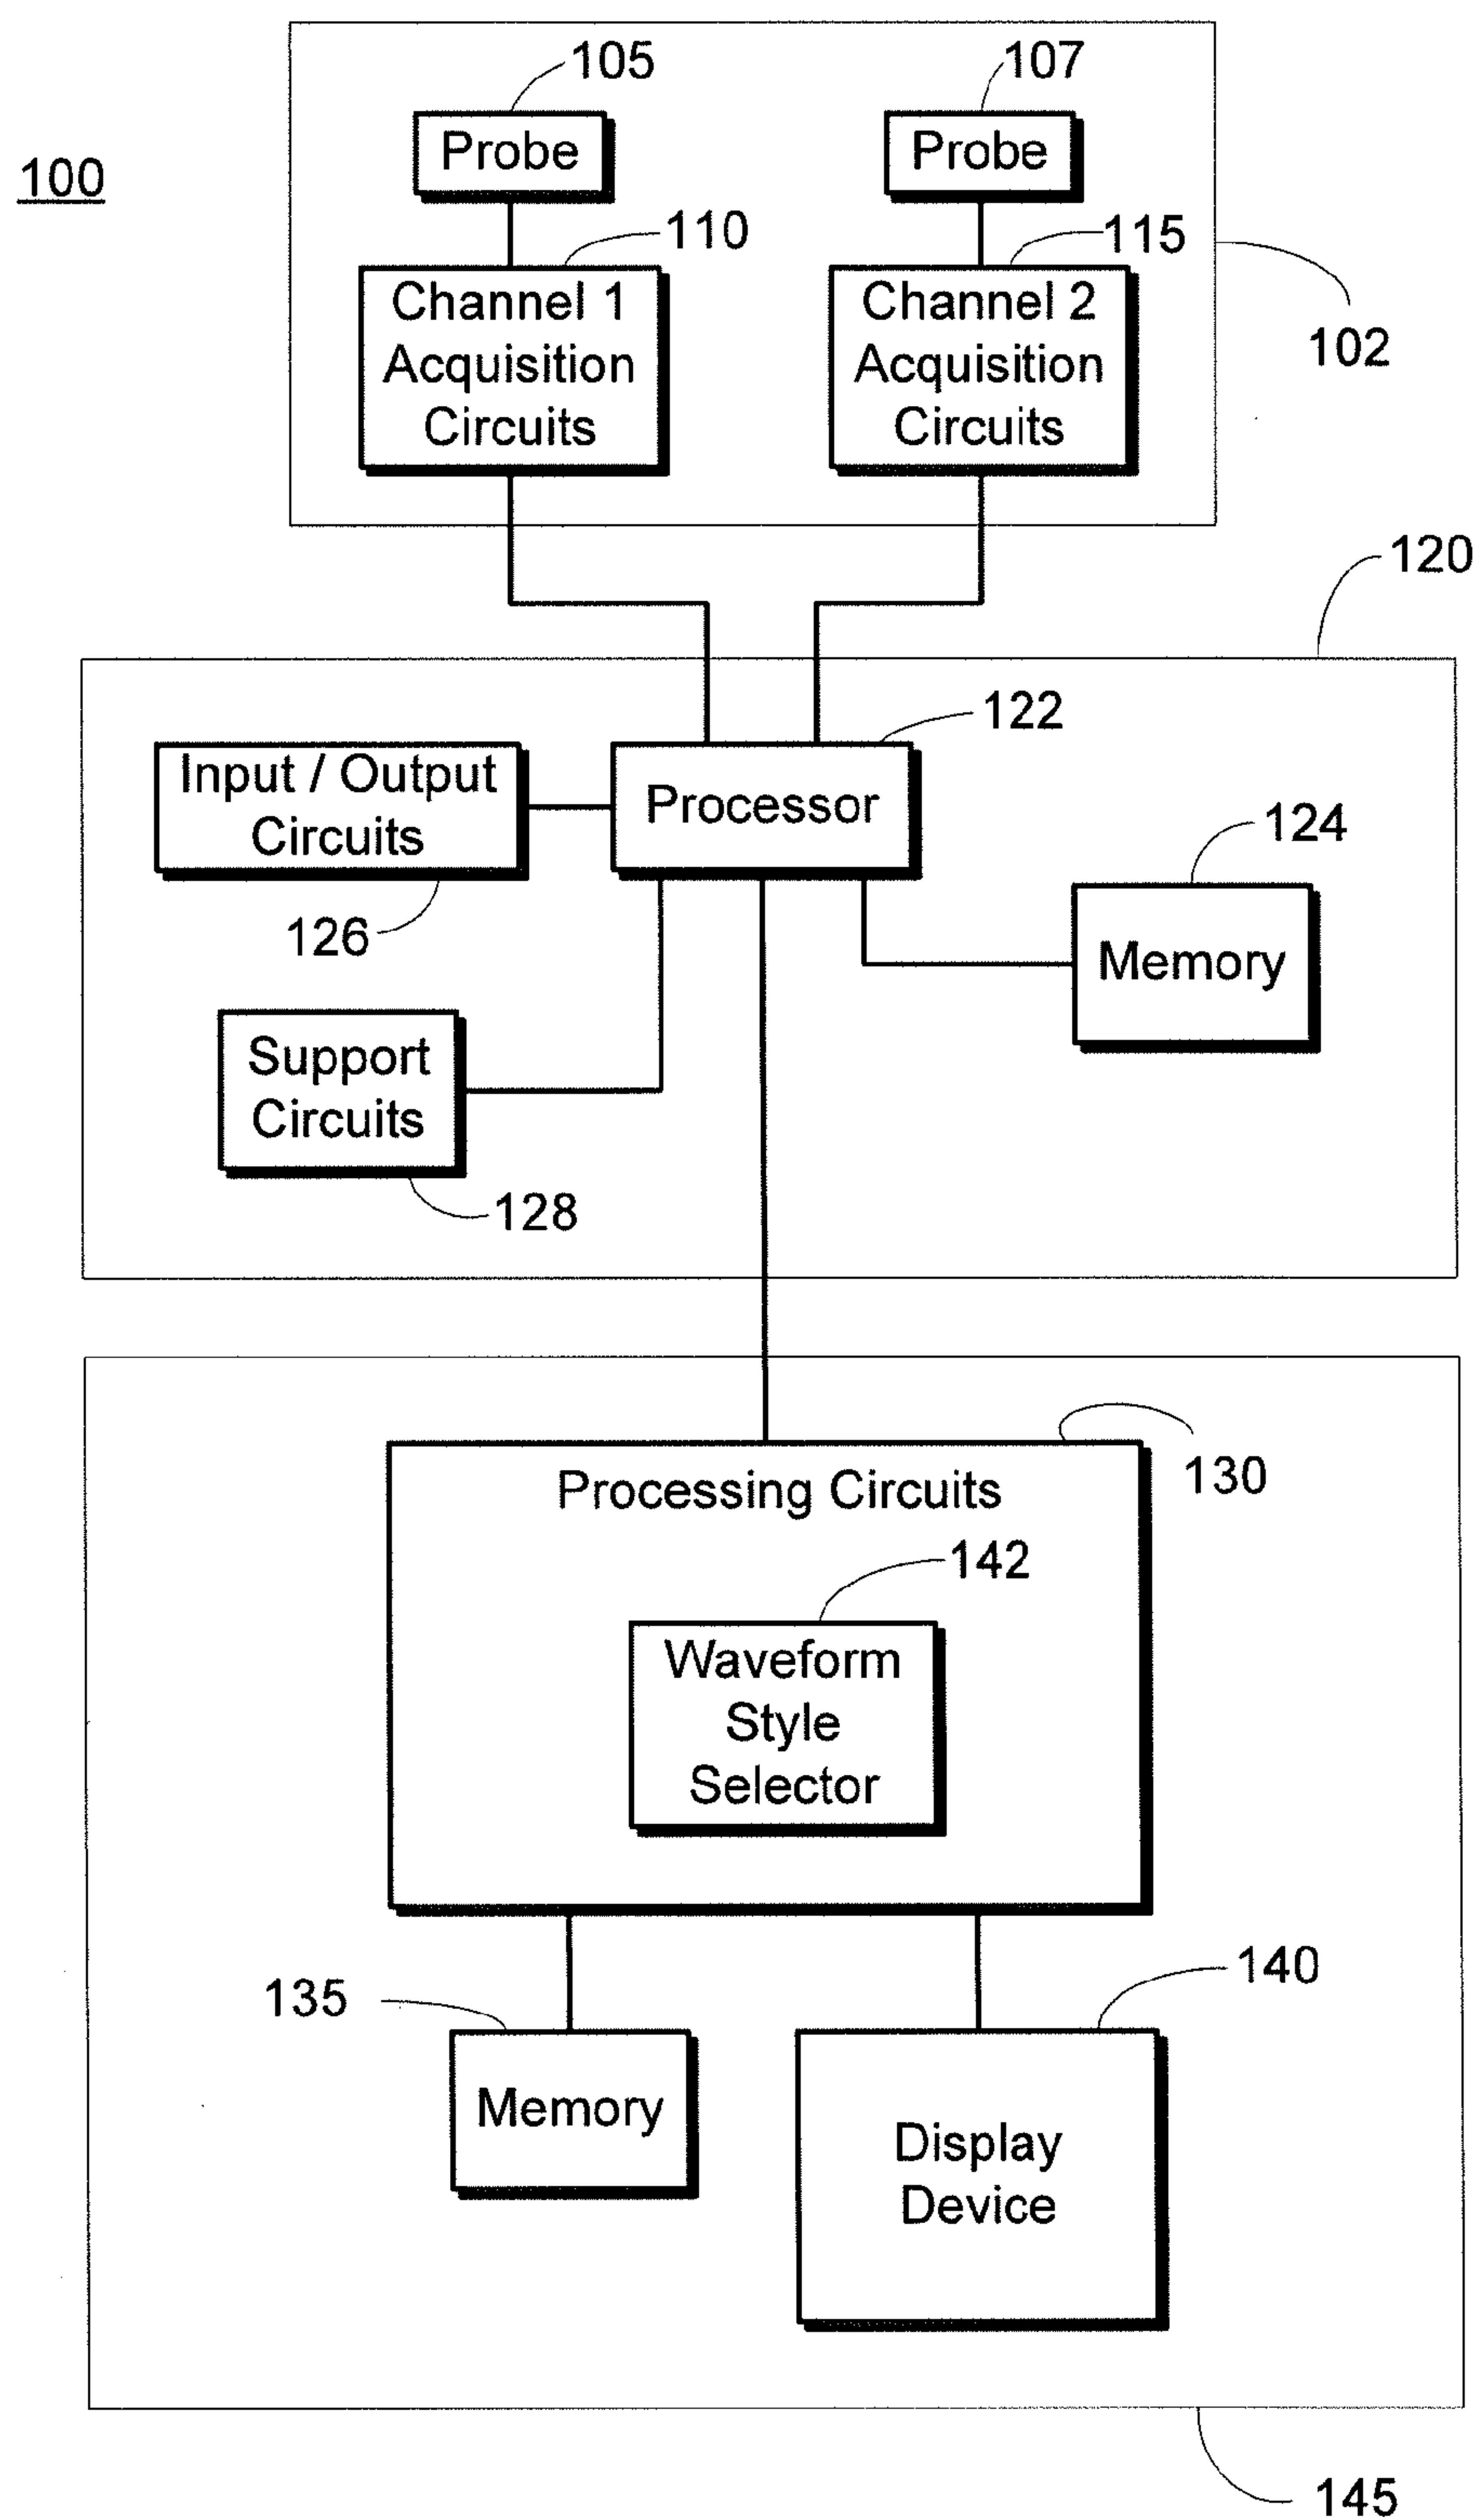 105
107
Probe
Probe
100
110
115
Channel 1
Acquisition
Circuits
Channel 2
Acquisition
Circuits
102
120
122
Input / Output
Circuits
Processor
124
126
Memory
Support
Circuits
128
130
Processing Circuits
142
Waveform
Style
Selector
135
140
Memory
Display
Device
145